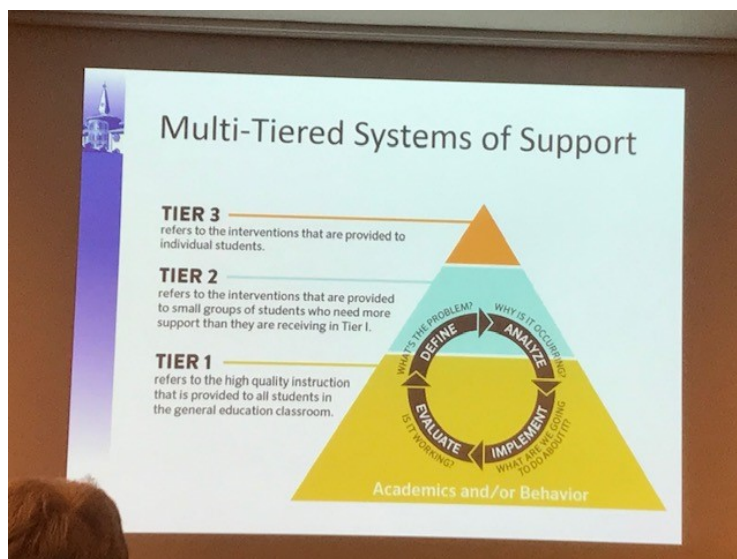 Multi-Tiered Systems of Support
TIER 3
refers to the interventions that are provided to
individual students.
TIER 2
refers to the interventions that are provided
to small groups of students who need more
support than they are receiving in Tier I.
TIER 1
refers to the high quality instruction
that is provided to all students in
the general education classroom.
WHAT'S THE PROBLEM?
DEFINE
WHY IS IT OCCURRING?
ANALYZE
IMPLEMENT
WHAT ARE WE GOING
TO DO ABOUT IT?
EVALUATE
IS IT WORKING?
Academics and/or Behavior